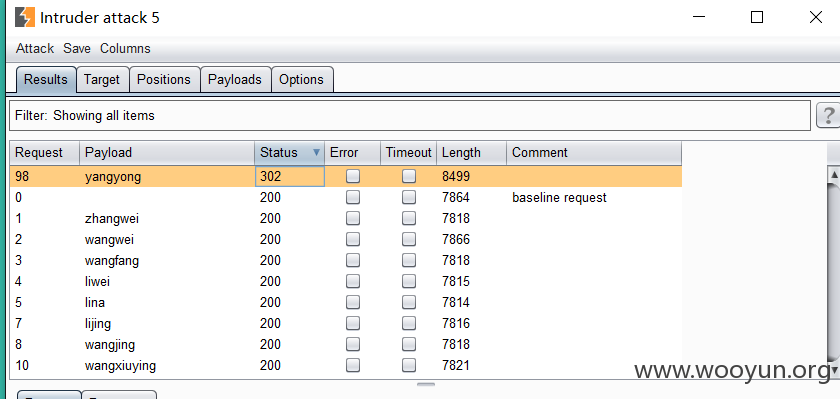 Intruder attack 5
Attack Save Columns
Results Target Positions Payloads Options
Filter: Showing all items ?
Request Payload Status Error Timeout Length Comment
98 yangyong 302 8499
0 200 7864 baseline request
1 zhangwei 200 7818
2 wangwei 200 7866
3 wangfang 200 7818
4 liwei 200 7815
5 lina 200 7814
7 lijing 200 7816
8 wangjing 200 7818
10 wangxiuying 200 7821
www.wooyun.org